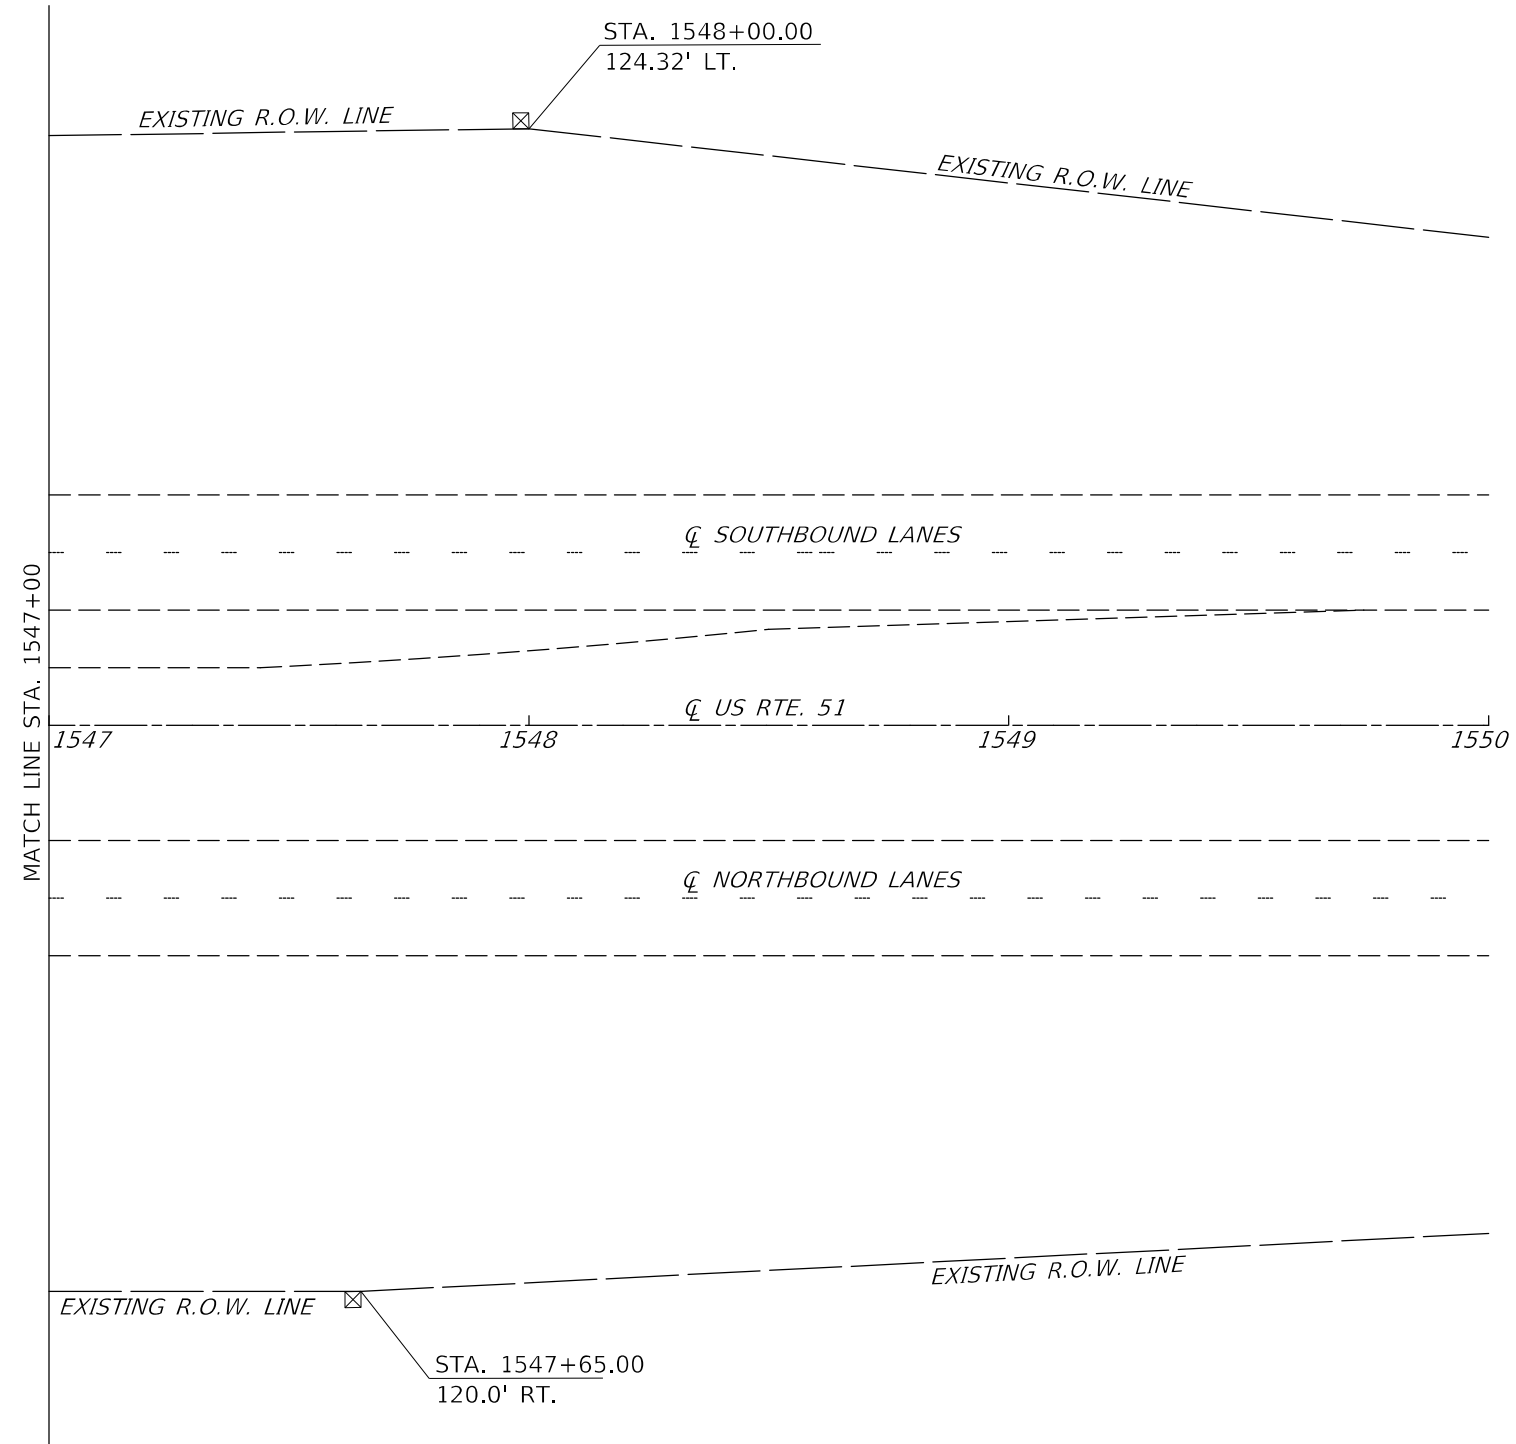 STA. 1548+00.00
124.32' LT.
EXISTING R.O.W. LINE
EXISTING R.O.W. LINE
℄ SOUTHBOUND LANES
MATCH LINE STA. 1547+00
℄ US RTE. 51
1547
1548
1549
1550
℄ NORTHBOUND LANES
EXISTING R.O.W. LINE
EXISTING R.O.W. LINE
STA. 1547+65.00
120.0' RT.